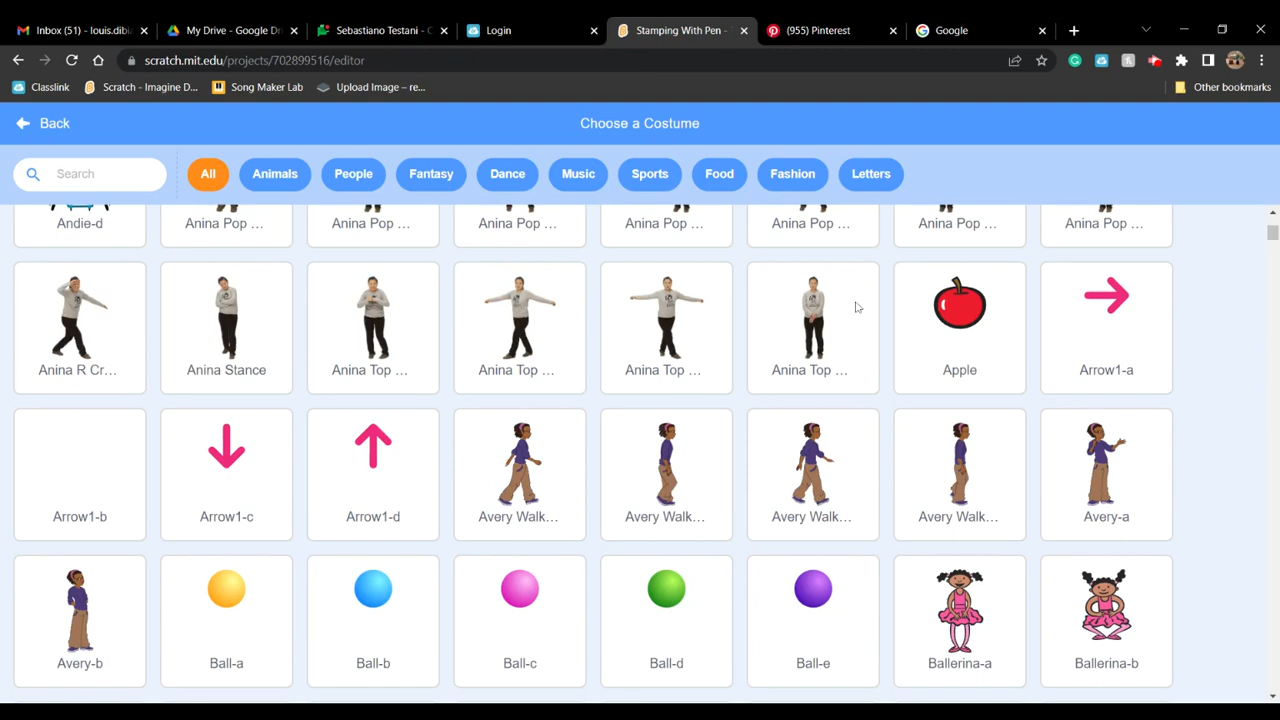 Inbox (51) - louis.dibi
My Drive - Google Dr
Sebastiano Testani - C
Login
Stamping With Pen -
(955) Pinterest
Google
scratch.mit.edu/projects/702899516/editor
Classlink
Scratch - Imagine D...
Song Maker Lab
Upload Image – re...
Other bookmarks
Back
Choose a Costume
Search
All
Animals
People
Fantasy
Dance
Music
Sports
Food
Fashion
Letters
Andie-d
Anina Pop ...
Anina Pop ...
Anina Pop ...
Anina Pop ...
Anina Pop ...
Anina Pop ...
Anina Pop ...
Anina R Cr...
Anina Stance
Anina Top ...
Anina Top ...
Anina Top ...
Anina Top ...
Apple
Arrow1-a
Arrow1-b
Arrow1-c
Arrow1-d
Avery Walk...
Avery Walk...
Avery Walk...
Avery Walk...
Avery-a
Avery-b
Ball-a
Ball-b
Ball-c
Ball-d
Ball-e
Ballerina-a
Ballerina-b